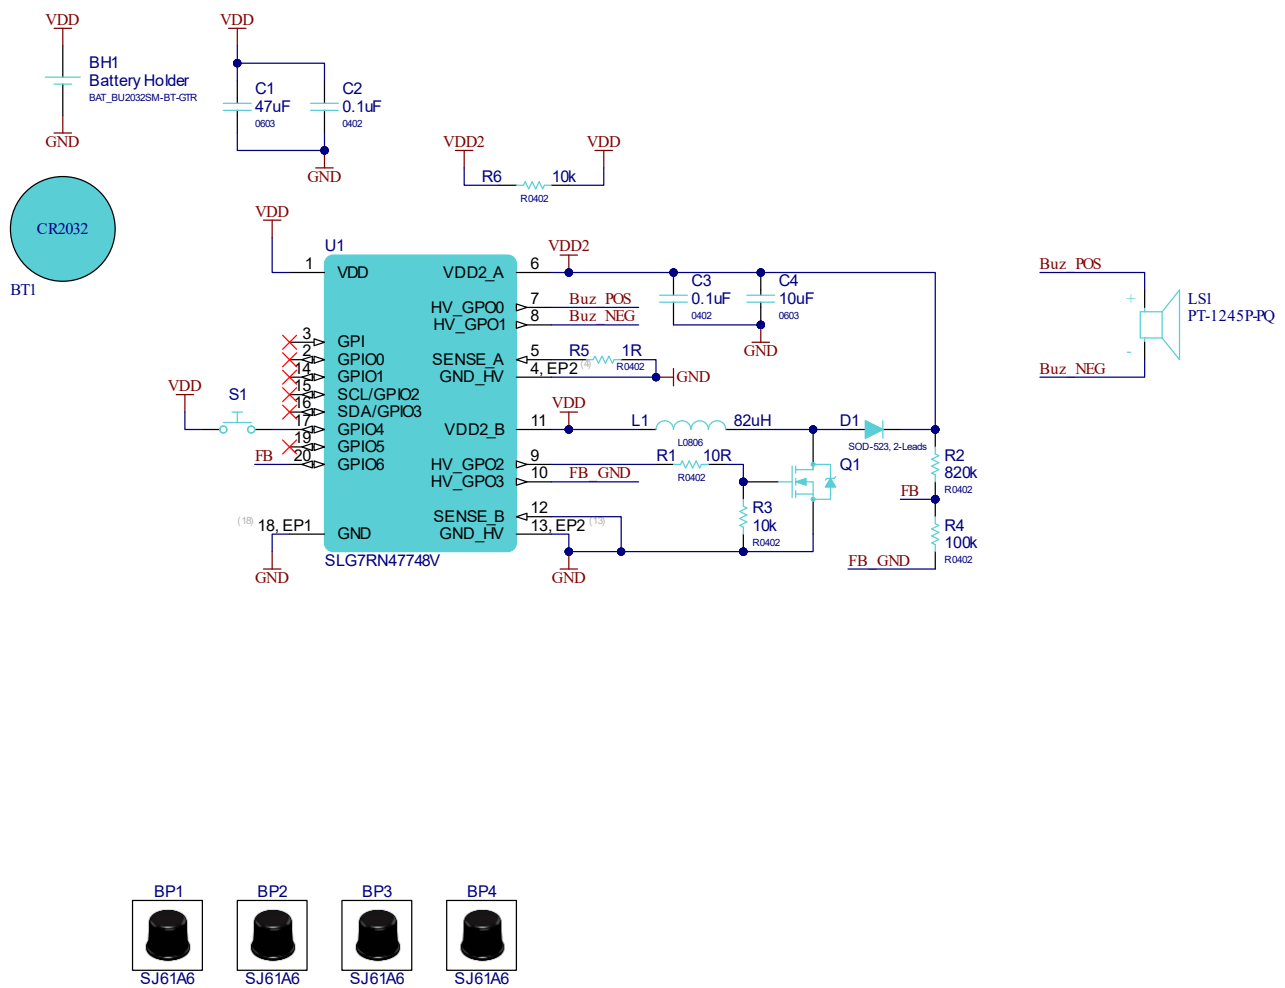 VDD
BH1
Battery Holder
BAT_BU2032SM-BT-GTR
GND
CR2032
BT1
VDD
C1
47uF
0603
C2
0.1uF
0402
GND
VDD2
VDD
R6
10k
R0402
VDD
U1
1
VDD
3
GPI
2
GPIO0
14
GPIO1
15
SCL/GPIO2
16
SDA/GPIO3
VDD
S1
17
GPIO4
19
GPIO5
FB
20
GPIO6
(18)
18, EP1
GND
GND
SLG7RN47748V
VDD2_A
6
VDD2
HV_GPO0
7
Buz_POS
HV_GPO1
8
Buz_NEG
SENSE_A
5
R5
1R
R0402
GND_HV
4, EP2
(4)
GND
C3
0.1uF
0402
C4
10uF
0603
GND
VDD2_B
11
VDD
L1
82uH
L0806
D1
SOD-523, 2-Leads
HV_GPO2
9
R1
10R
R0402
HV_GPO3
10
FB_GND
Q1
SENSE_B
12
GND_HV
13, EP2
(13)
GND
R3
10k
R0402
R2
820k
R0402
FB
R4
100k
R0402
FB_GND
Buz_POS
+
LS1
PT-1245P-PQ
-
Buz_NEG
BP1
SJ61A6
BP2
SJ61A6
BP3
SJ61A6
BP4
SJ61A6